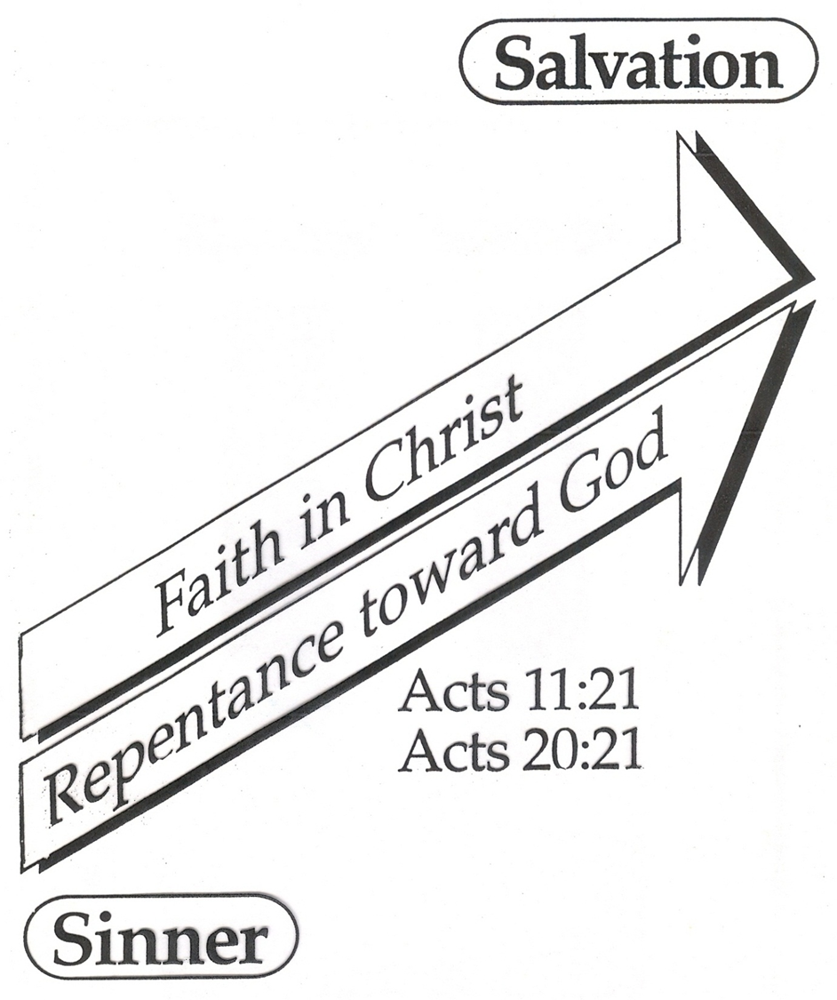 Salvation
Faith in Christ
Repentance toward God
Acts 11:21
Acts 20:21
Sinner